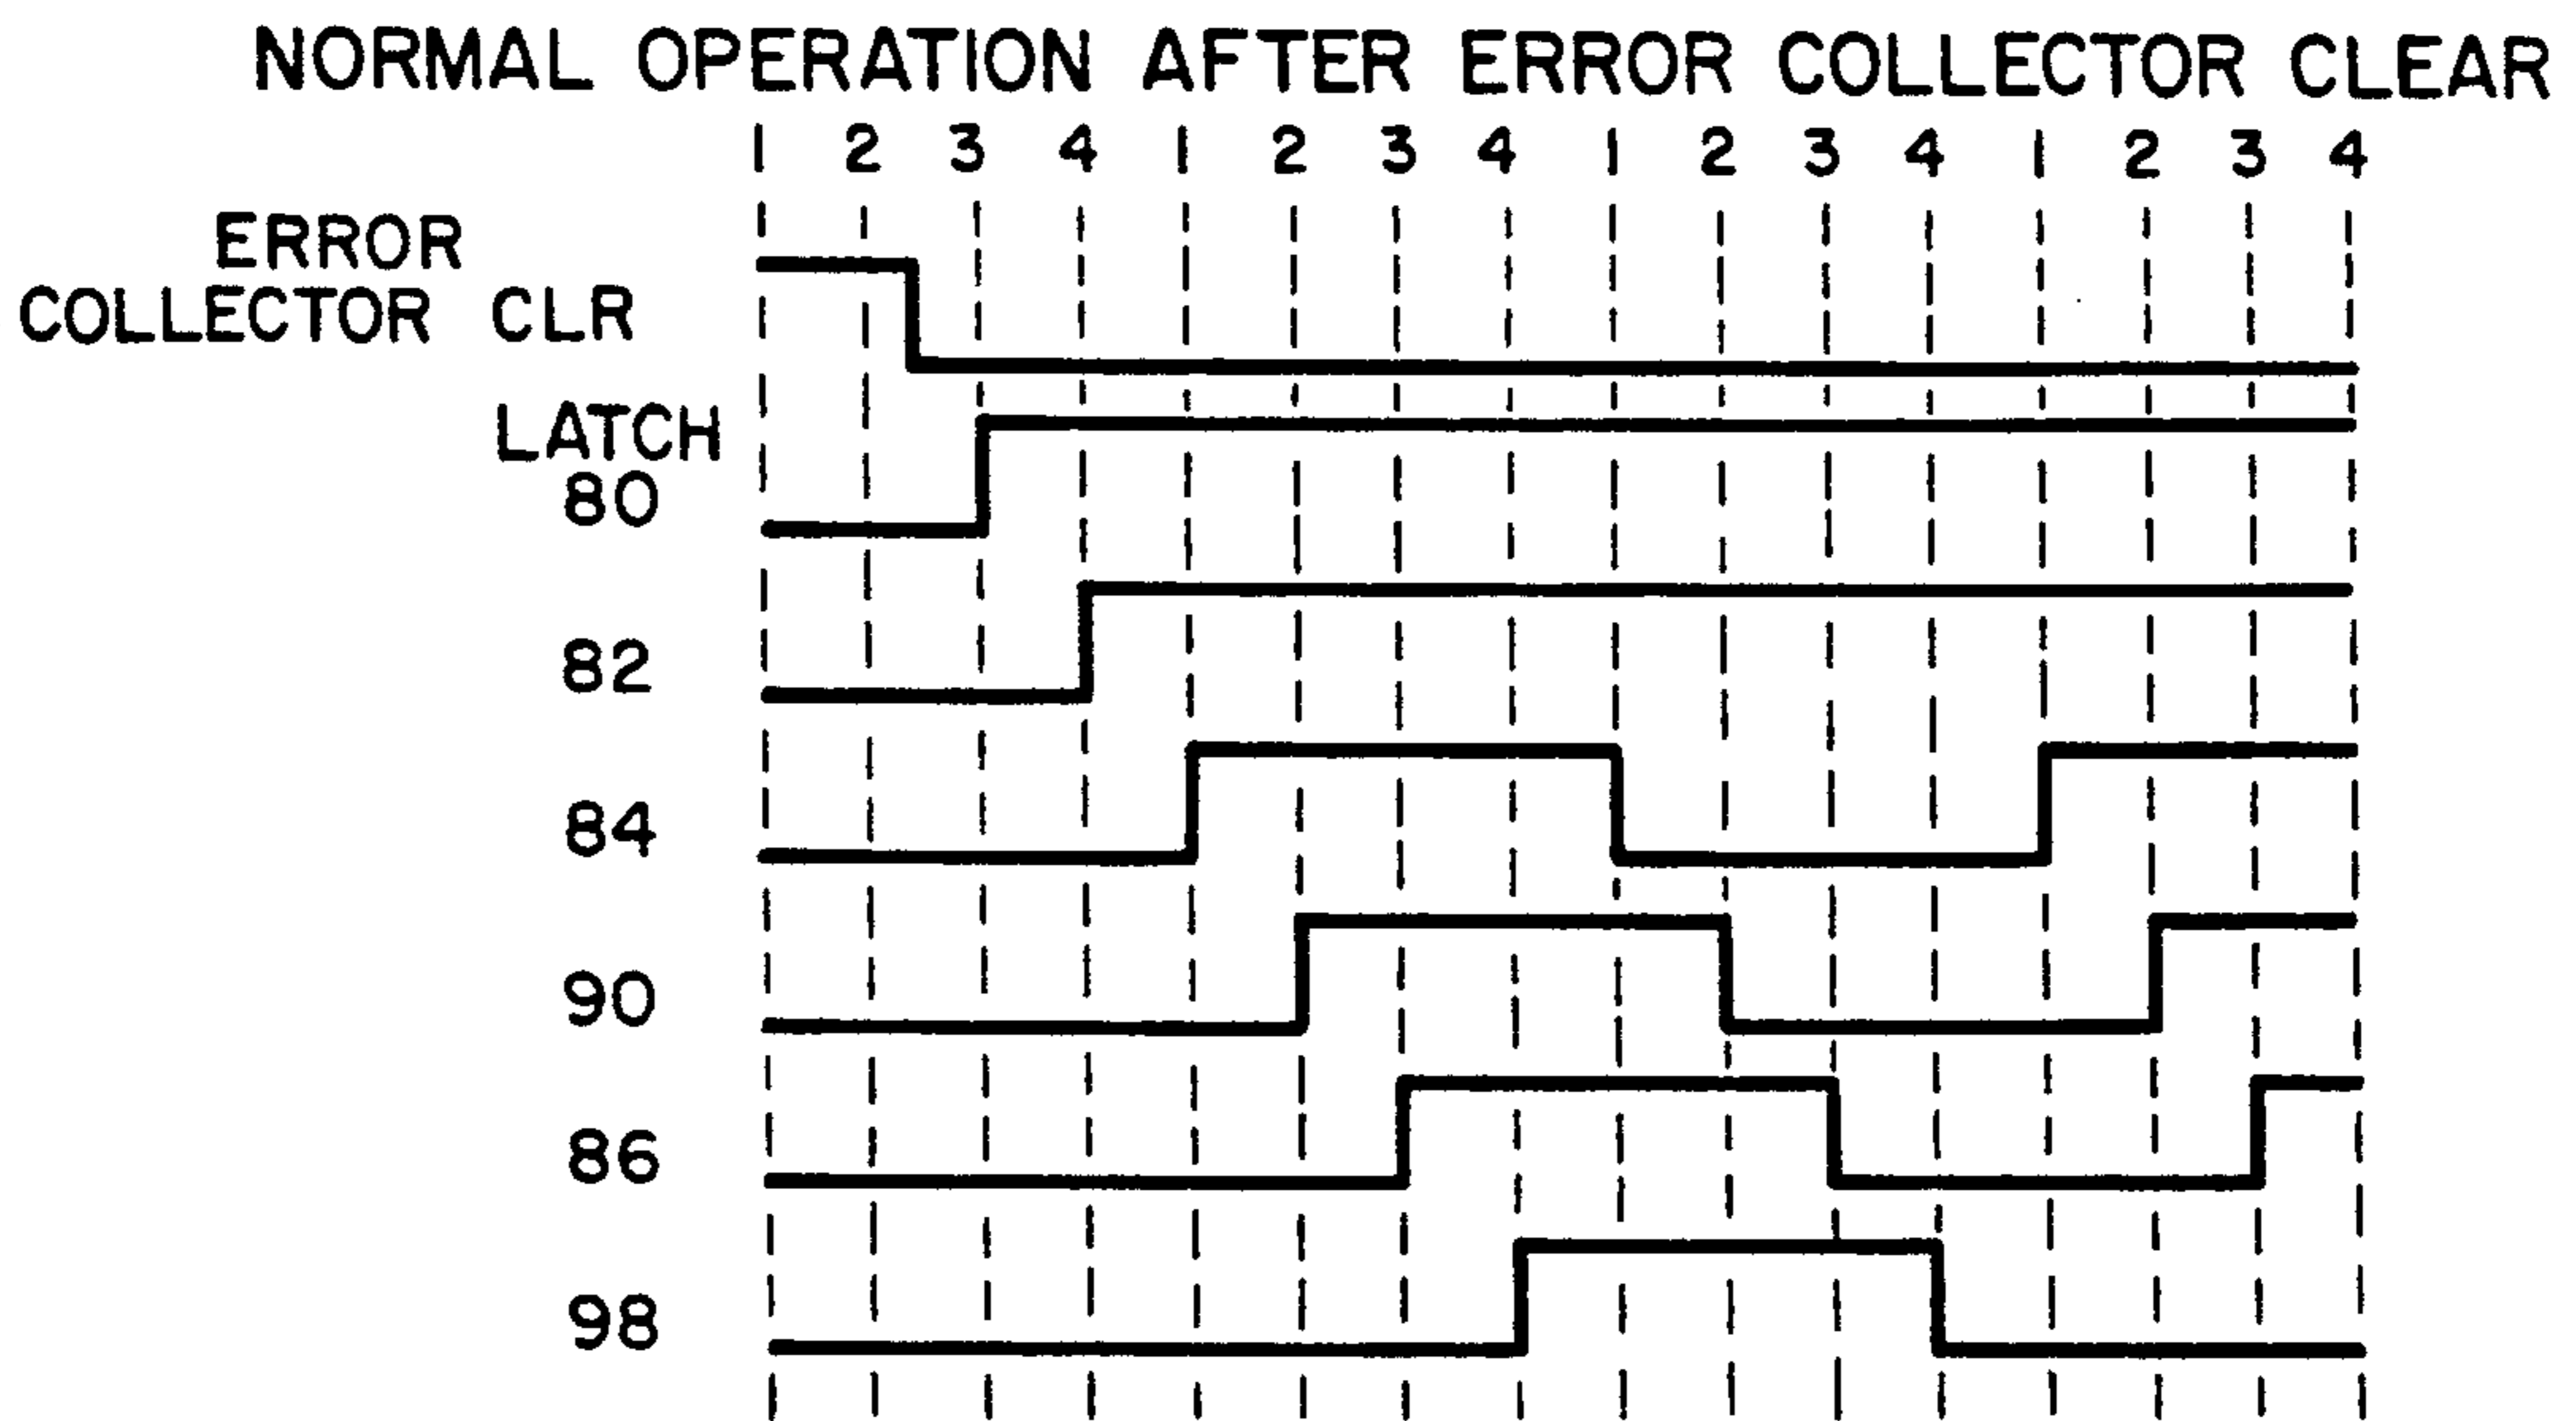 NORMAL OPERATION AFTER ERROR COLLECTOR CLEAR
1 2 3 4 1 2 3 4 1 2 3 4 1 2 3 4
ERROR
COLLECTOR CLR
LATCH
80
82
84
90
86
98